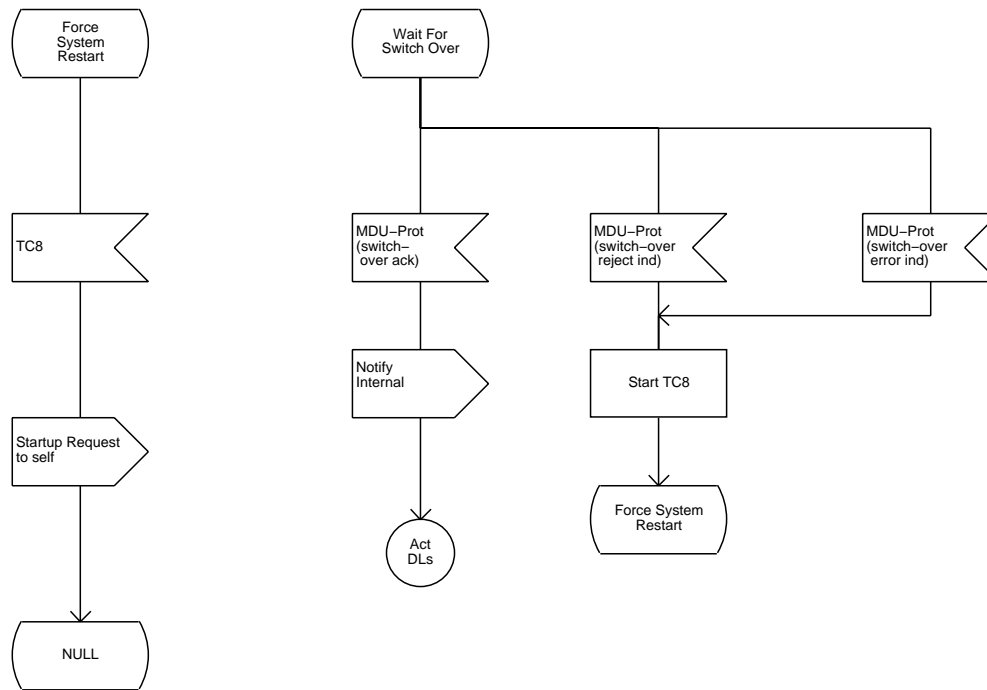 Force
System
Restart
Wait For
Switch Over
TC8
MDU−Prot
(switch−
over ack)
MDU−Prot
(switch−over
reject ind)
MDU−Prot
(switch−over
error ind)
Notify
Internal
Start TC8
Startup Request
to self
Force System
Restart
Act
DLs
NULL